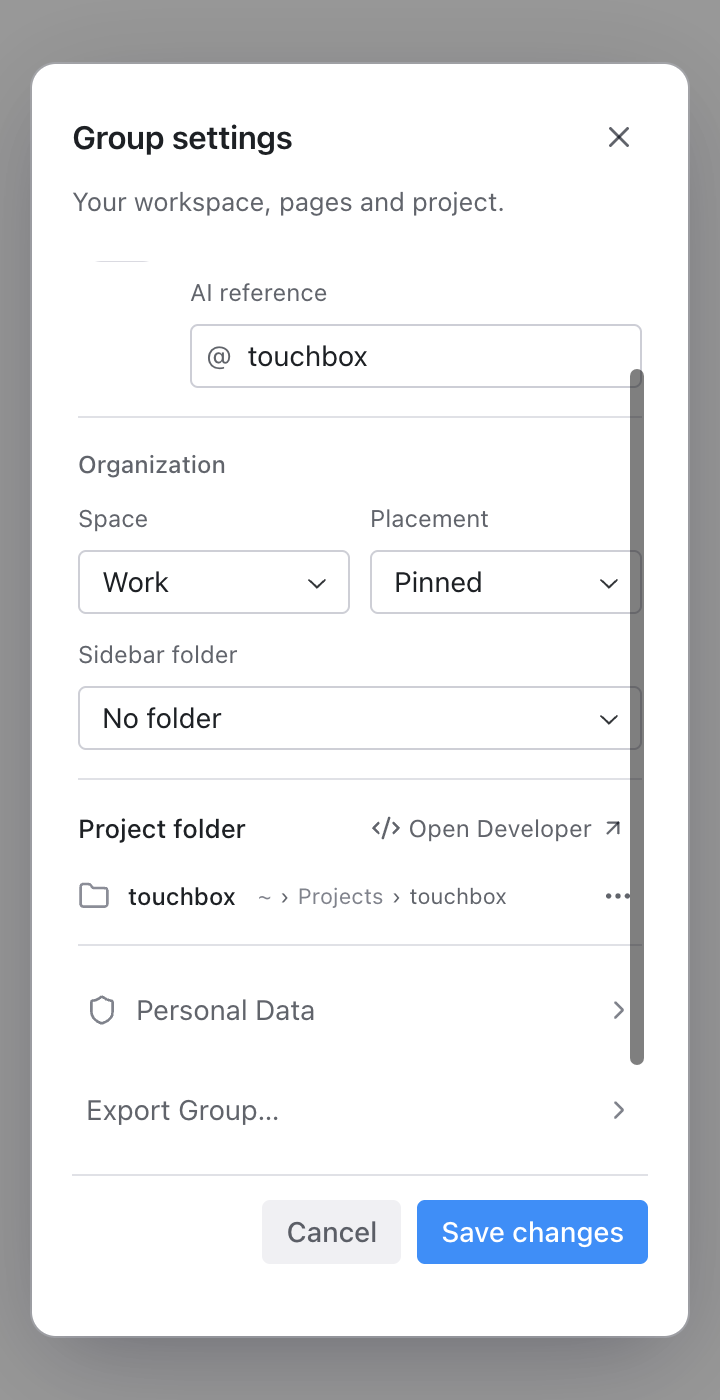 Group settings
Your workspace, pages and project.
AI reference
@ touchbox
Organization
Space Placement
Work Pinned
Sidebar folder
No folder
Project folder </> Open Developer
touchbox ~ › Projects › touchbox
Personal Data
Export Group...
Cancel Save changes